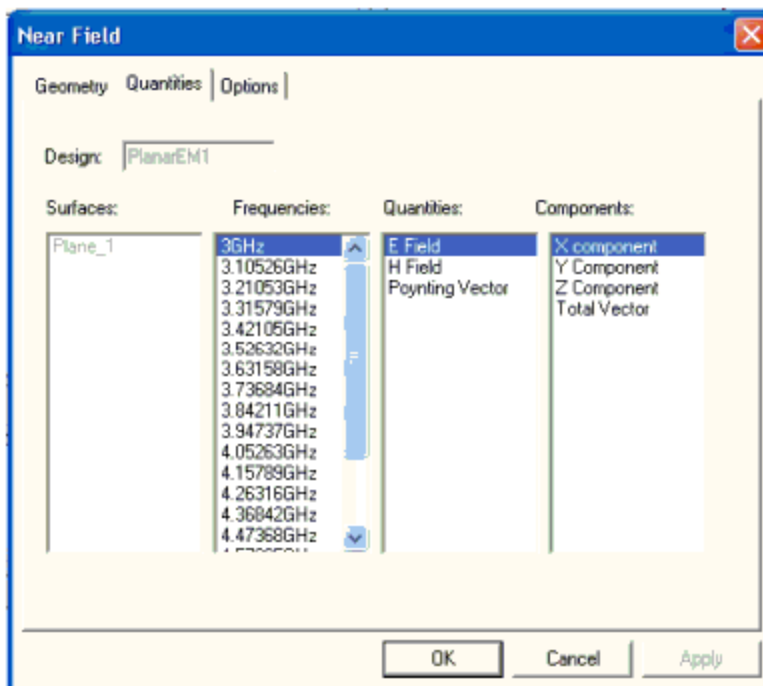 Near Field
Geometry Quantities Options
Design: PlanarEM1
Surfaces: Frequencies: Quantities: Components:
Plane_1 3GHz E Field X component
3.10526GHz H Field Y Component
3.21053GHz Poynting Vector Z Component
3.31579GHz Total Vector
3.42105GHz
3.52632GHz
3.63158GHz
3.73684GHz
3.84211GHz
3.94737GHz
4.05263GHz
4.15789GHz
4.26316GHz
4.36842GHz
4.47368GHz
OK Cancel Apply